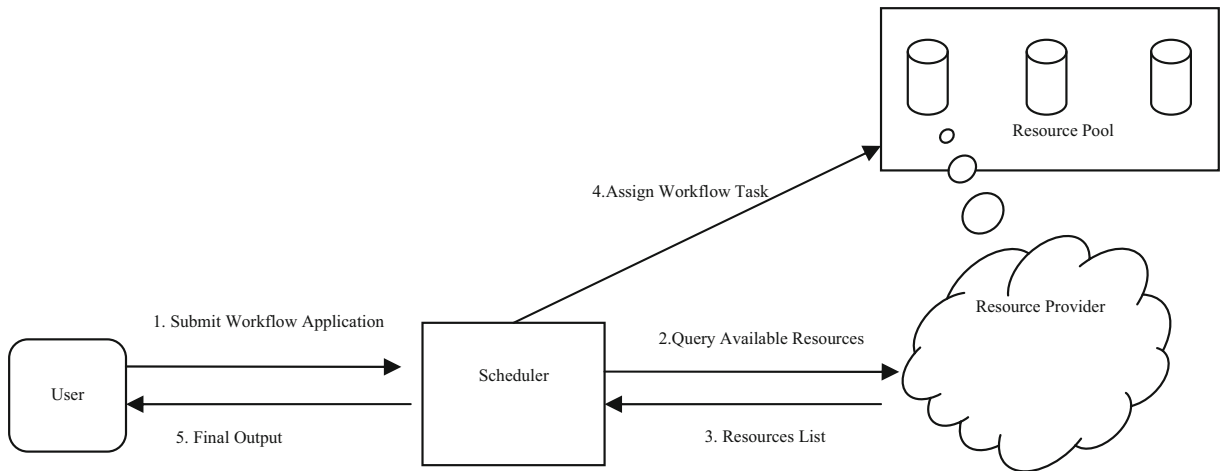 Resource Pool
4.Assign Workflow Task
Resource Provider
1. Submit Workflow Application
2.Query Available Resources
User
Scheduler
5. Final Output
3. Resources List